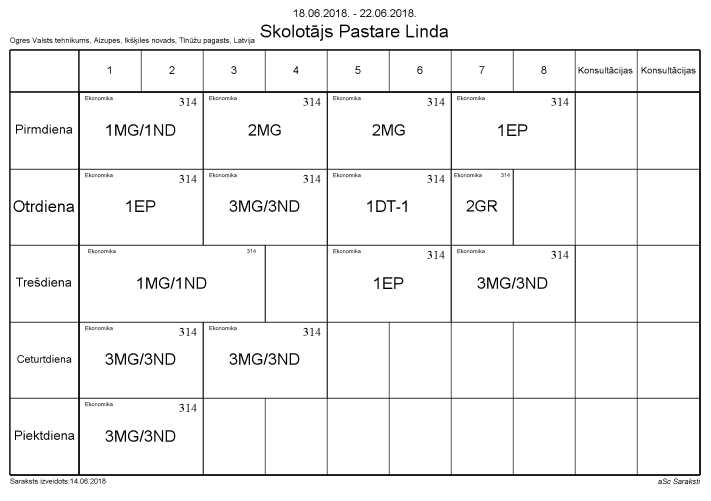 18.06.2018. - 22.06.2018.
Skolotājs Pastare Linda
Ogres Valsts tehnikums, Aizupes, Ikšķiles novads, Tīnūžu pagasts, Latvija
1 2 3 4 5 6 7 8 Konsultācijas Konsultācijas
Ekonomika 314 Ekonomika 314 Ekonomika 314 Ekonomika 314
Pirmdiena 1MG/1ND 2MG 2MG 1EP
Ekonomika 314 Ekonomika 314 Ekonomika 314 Ekonomika 314
Otrdiena 1EP 3MG/3ND 1DT-1 2GR
Ekonomika 314 Ekonomika 314 Ekonomika 314
Trešdiena 1MG/1ND 1EP 3MG/3ND
Ekonomika 314 Ekonomika 314
Ceturtdiena 3MG/3ND 3MG/3ND
Ekonomika 314
Piektdiena 3MG/3ND
Saraksts izveidots:14.06.2018
aSc Saraksti